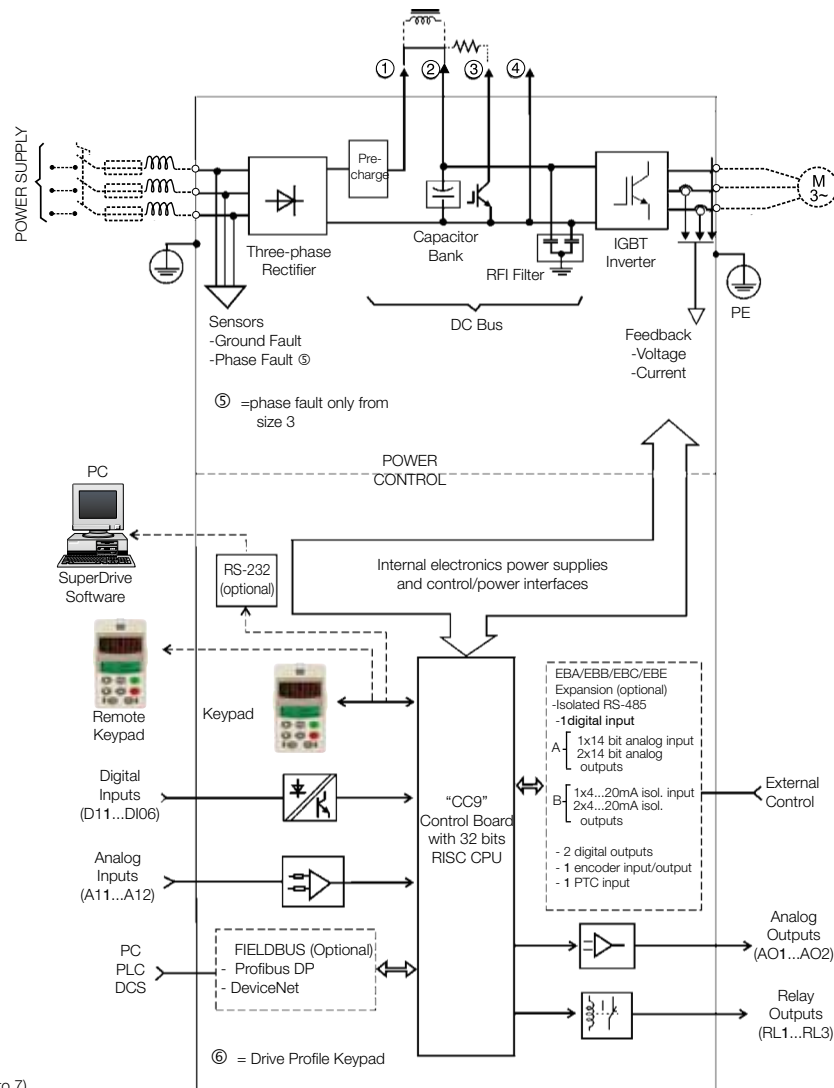 ① ② ③ ④
POWER SUPPLY
Pre-
charge
M
3~
Three-phase
Rectifier
Capacitor
Bank
RFI Filter
IGBT
Inverter
PE
DC Bus
Sensors
-Ground Fault
-Phase Fault ⑤
Feedback
-Voltage
-Current
⑤ =phase fault only from
size 3
POWER
CONTROL
PC
SuperDrive
Software
RS-232
(optional)
Internal electronics power supplies
and control/power interfaces
Remote
Keypad
Keypad
EBA/EBB/EBC/EBE
Expansion (optional)
-Isolated RS-485
-1digital input
A 1x14 bit analog input
2x14 bit analog
outputs
B 1x4...20mA isol. input
2x4...20mA isol.
outputs
- 2 digital outputs
- 1 encoder input/output
- 1 PTC input
External
Control
Digital
Inputs
(D11...DI06)
"CC9"
Control Board
with 32 bits
RISC CPU
Analog
Inputs
(A11...A12)
PC
PLC
DCS
FIELDBUS (Optional)
- Profibus DP
- DeviceNet
Analog
Outputs
(AO1...AO2)
Relay
Outputs
(RL1...RL3)
⑥ = Drive Profile Keypad
to 7)